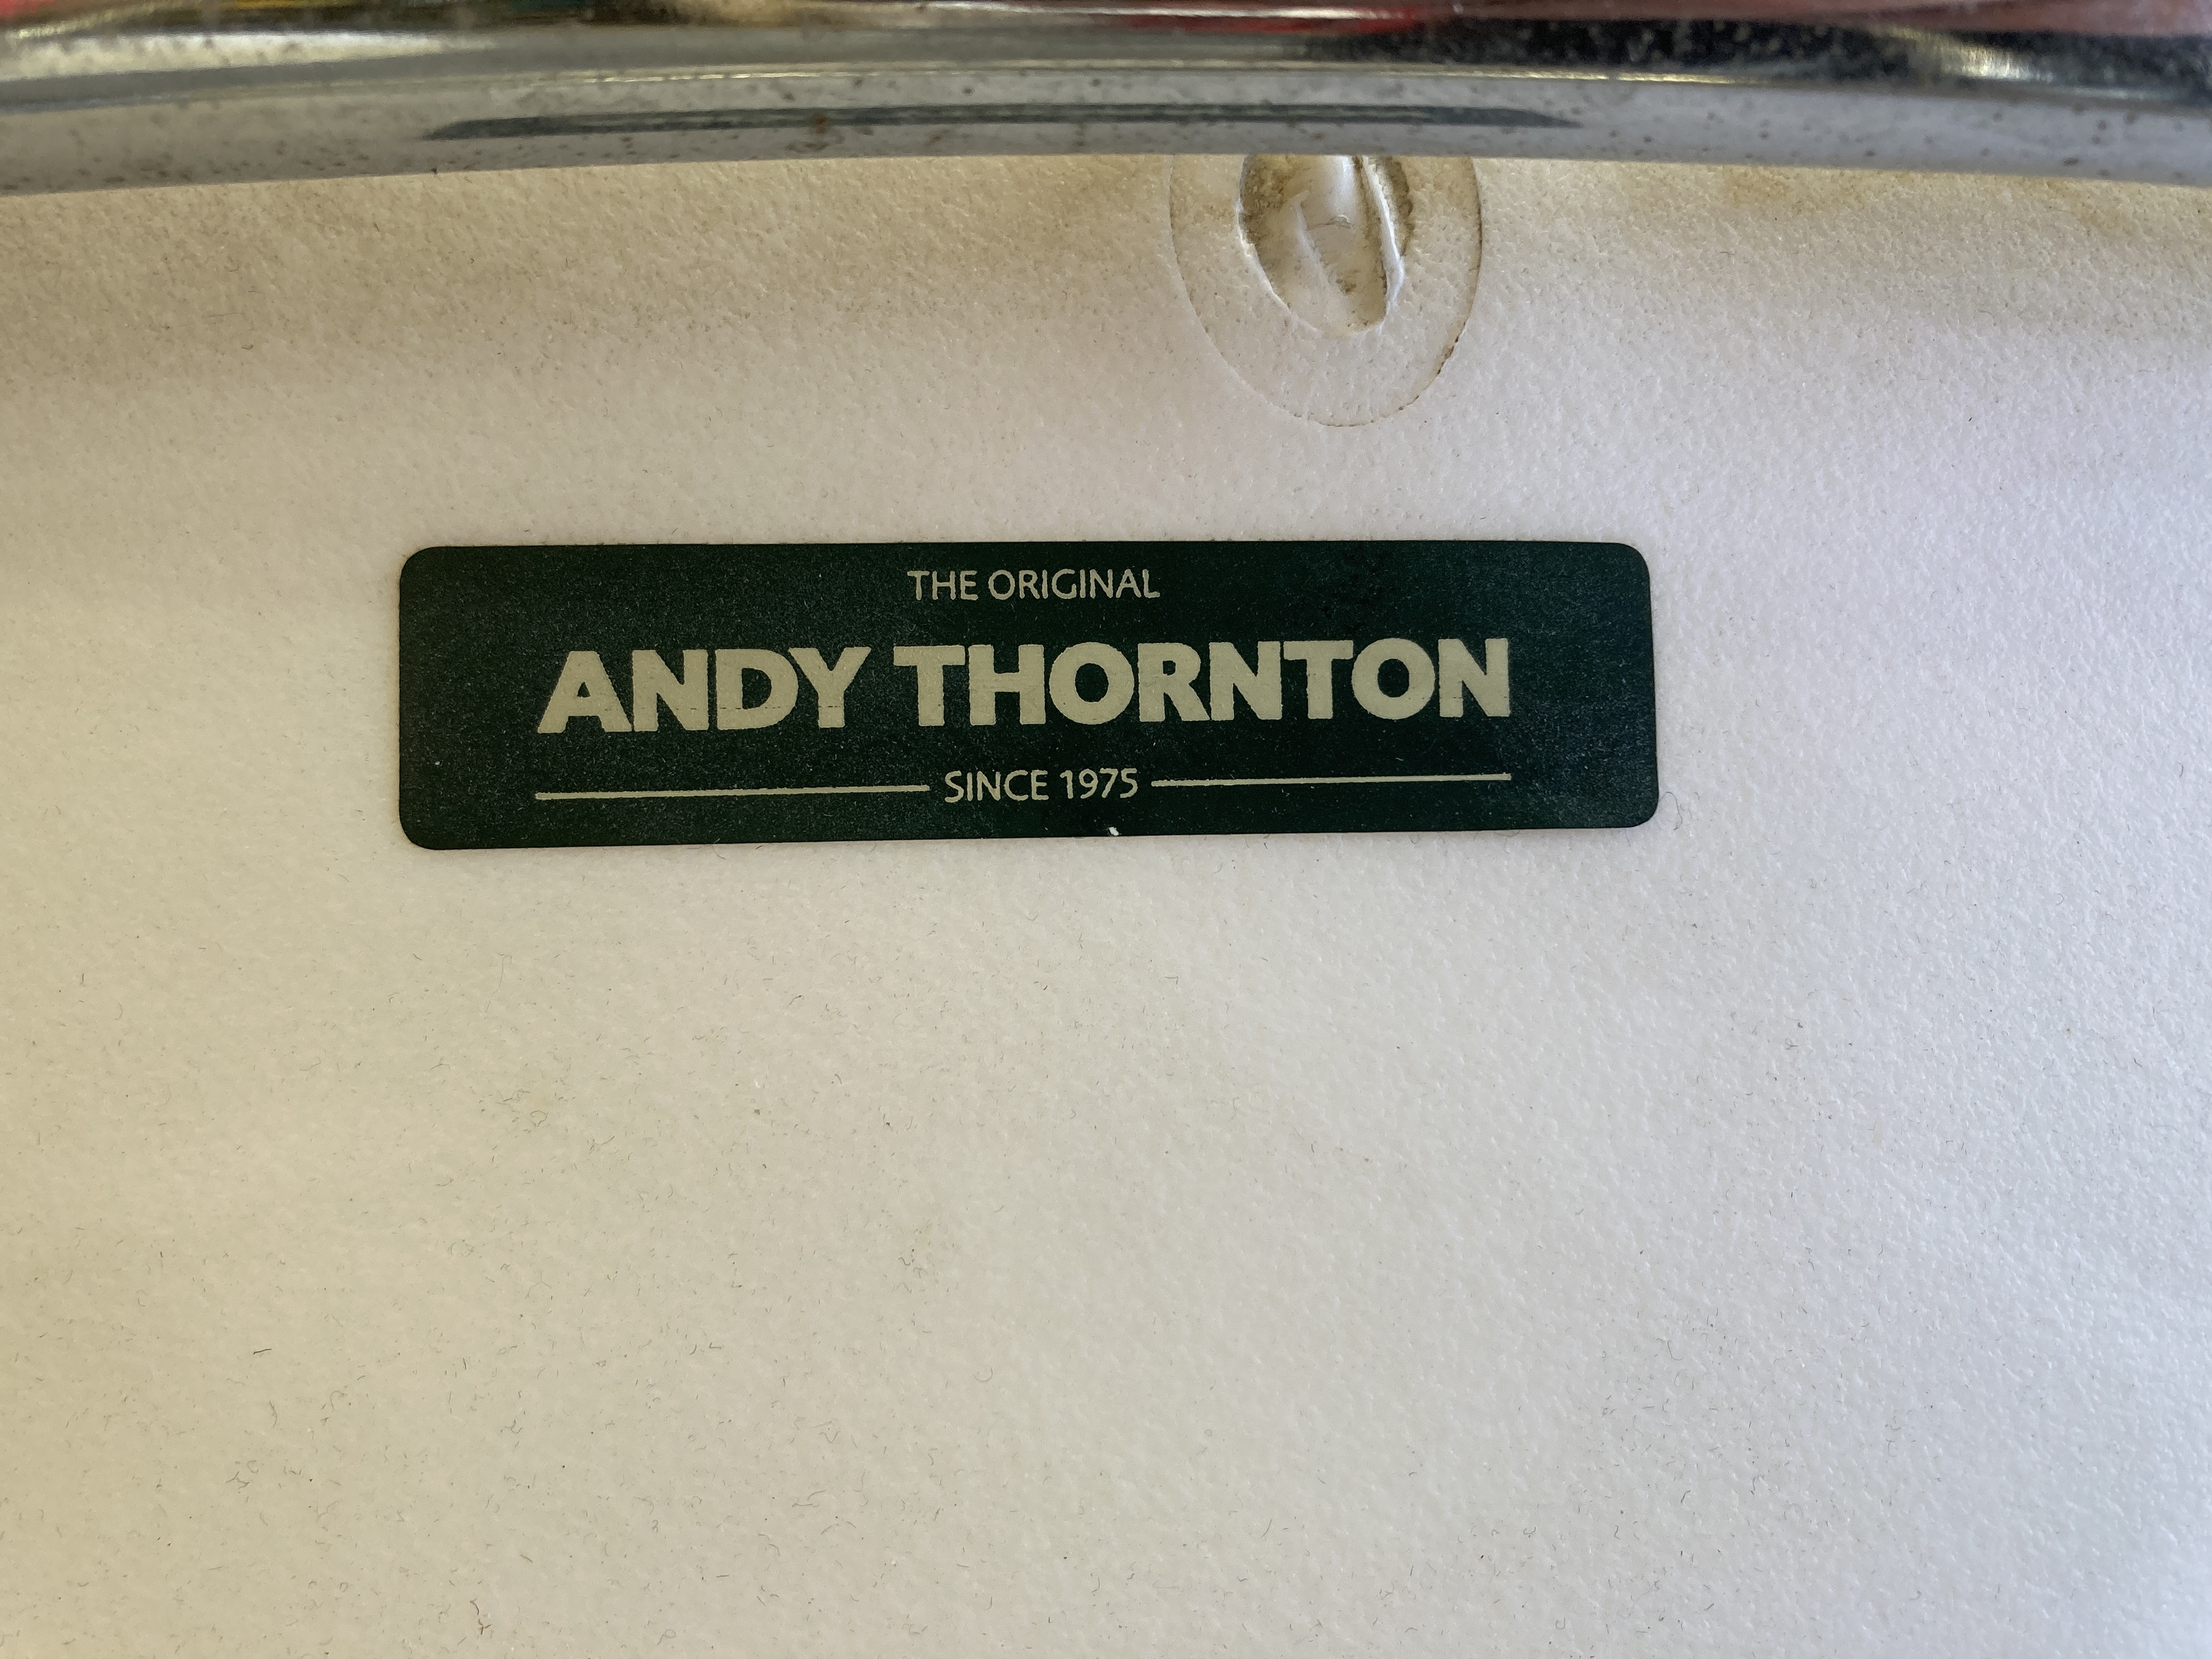 THE ORIGINAL
ANDY THORNTON
SINCE 1975